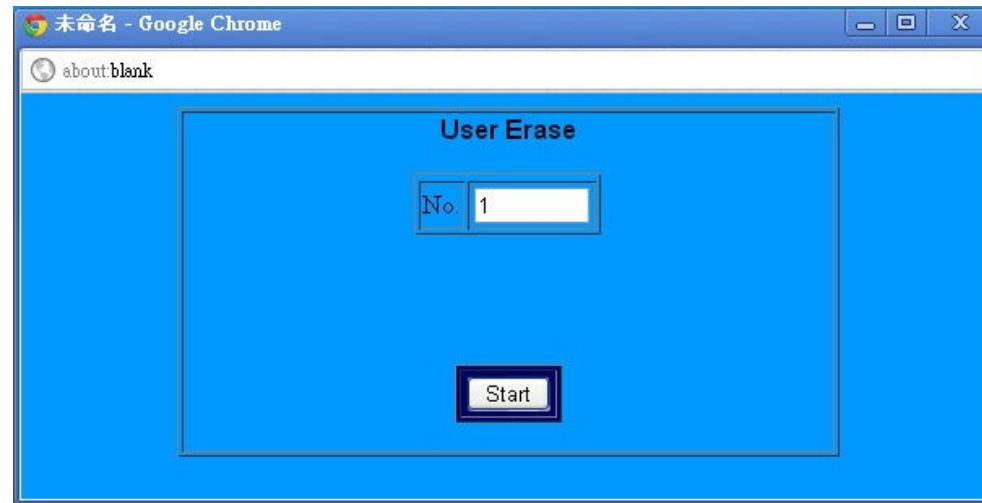 未命名 - Google Chrome
about:blank
User Erase
No. 1
Start